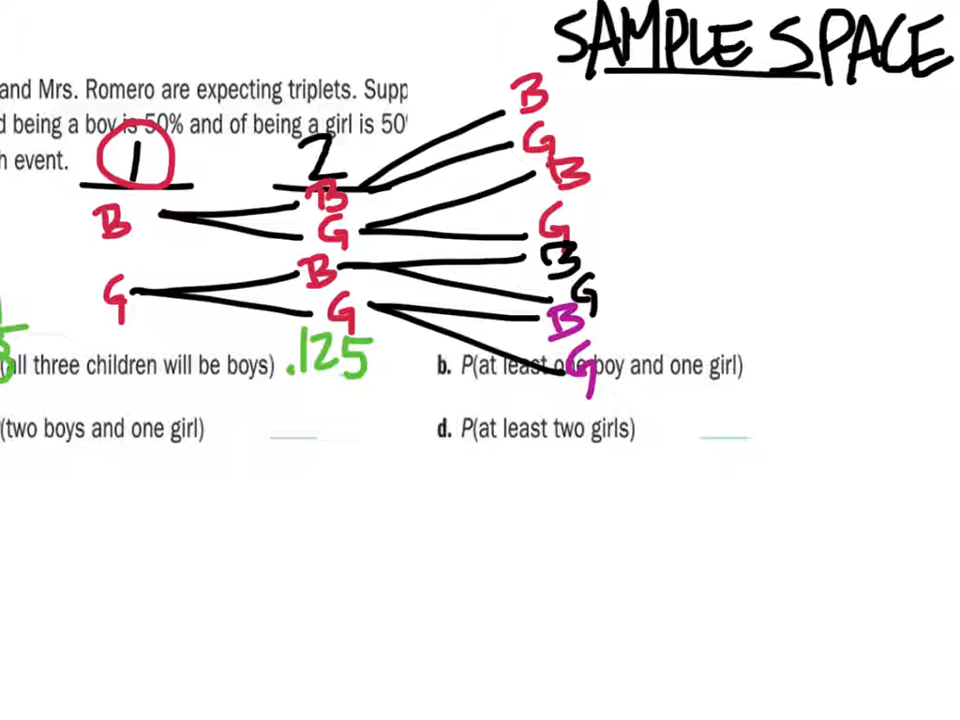 SAMPLE SPACE
and Mrs. Romero are expecting triplets. Supp
d being a boy is 50% and of being a girl is 50
h event.
1 2
B
G
B
B
B
G
G
G
B
B
G
G
G
B
.125
G
(all three children will be boys)
b. P(at least one boy and one girl)
(two boys and one girl)
d. P(at least two girls)